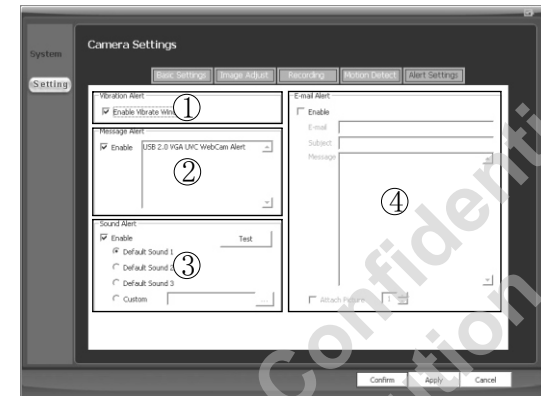 System
Setting
Camera Settings
Basic Settings
Image Adjust
Recording
Motion Detect
Alert Settings
Vibration Alert
Enable Vibrate
①
Message Alert
Enable
USB 2.0 VGA UVC WebCam Alert
②
Sound Alert
Enable
Test
Default Sound 1
Default Sound 2
Default Sound 3
③
Custom
...
E-mail Alert
Enable
E-mail
Subject
Message
④
Attach Picture
1
Confirm
Apply
Cancel